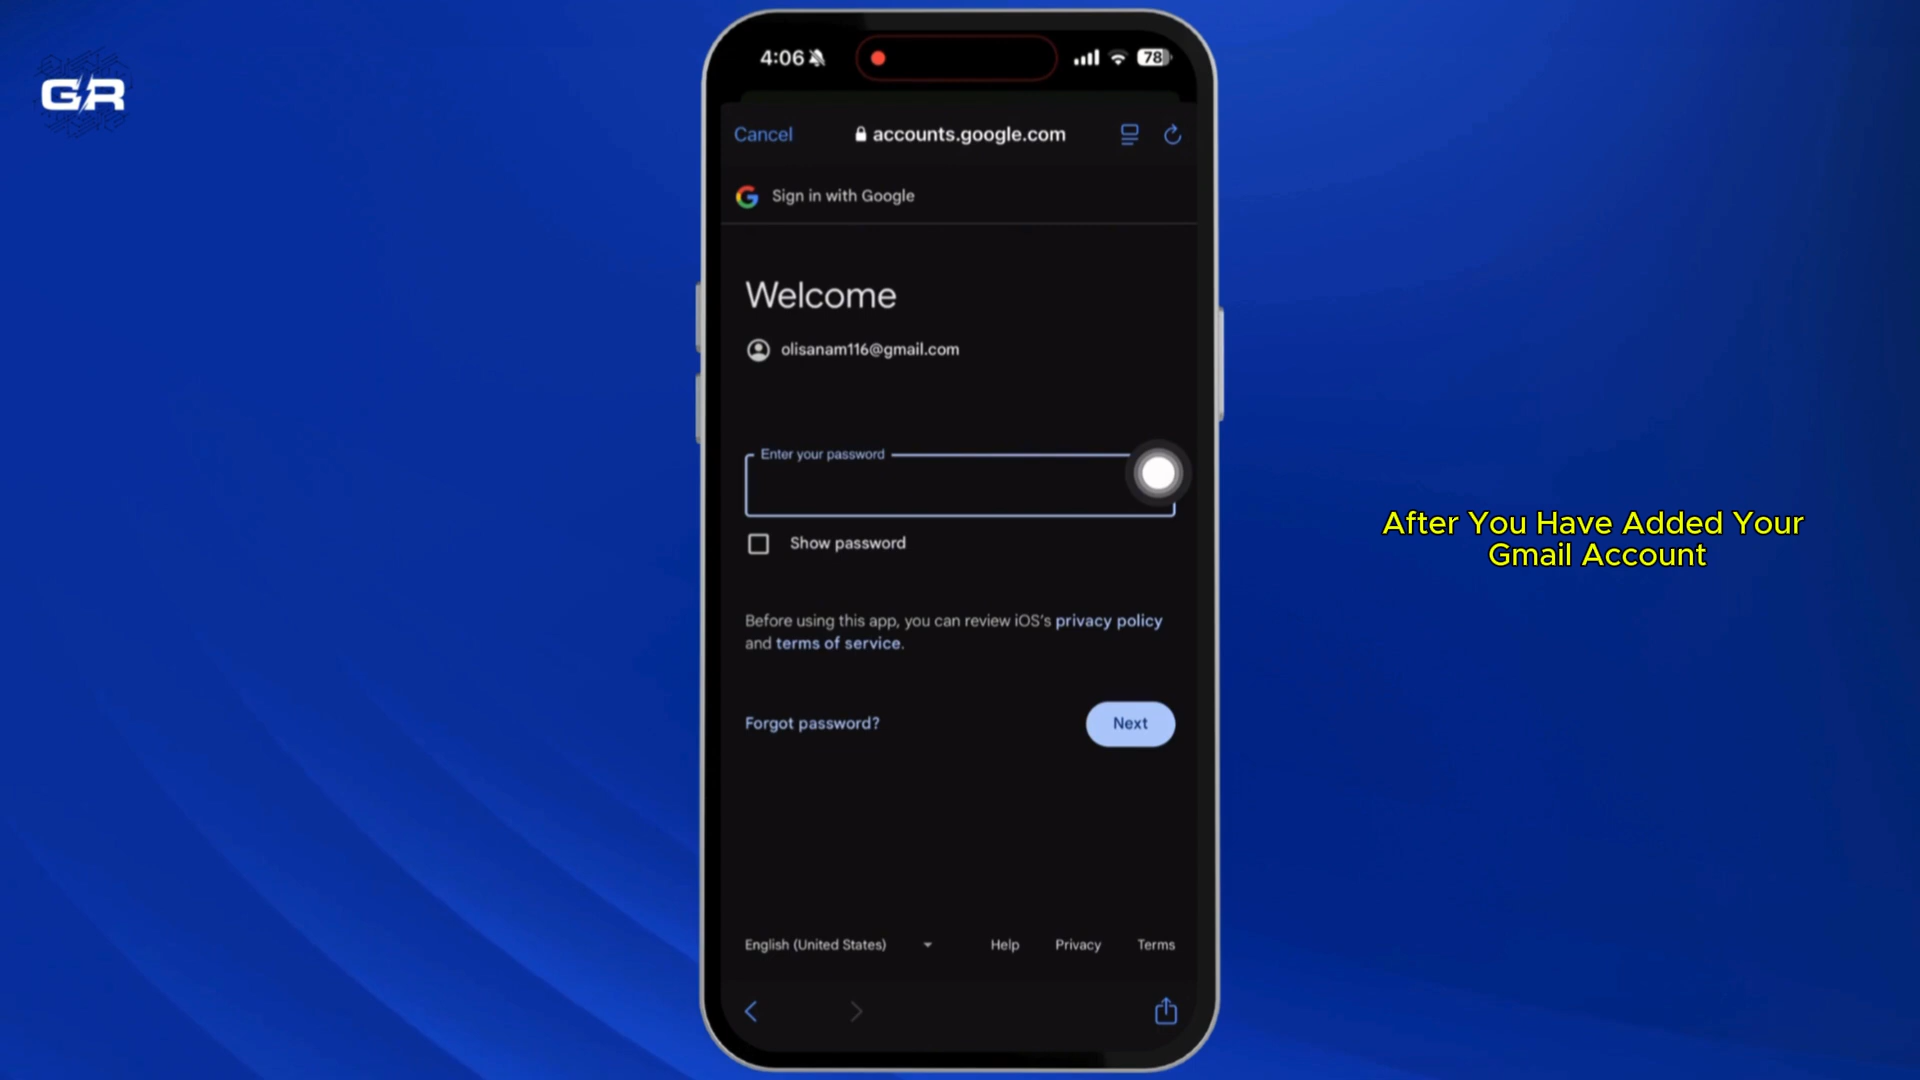 GR
4:06
78
Cancel
accounts.google.com
Sign in with Google
Welcome
olisanam116@gmail.com
Enter your password
Show password
After You Have Added Your
Gmail Account
Before using this app, you can review iOS's privacy policy
and terms of service.
Forgot password?
Next
English (United States)
Help
Privacy
Terms